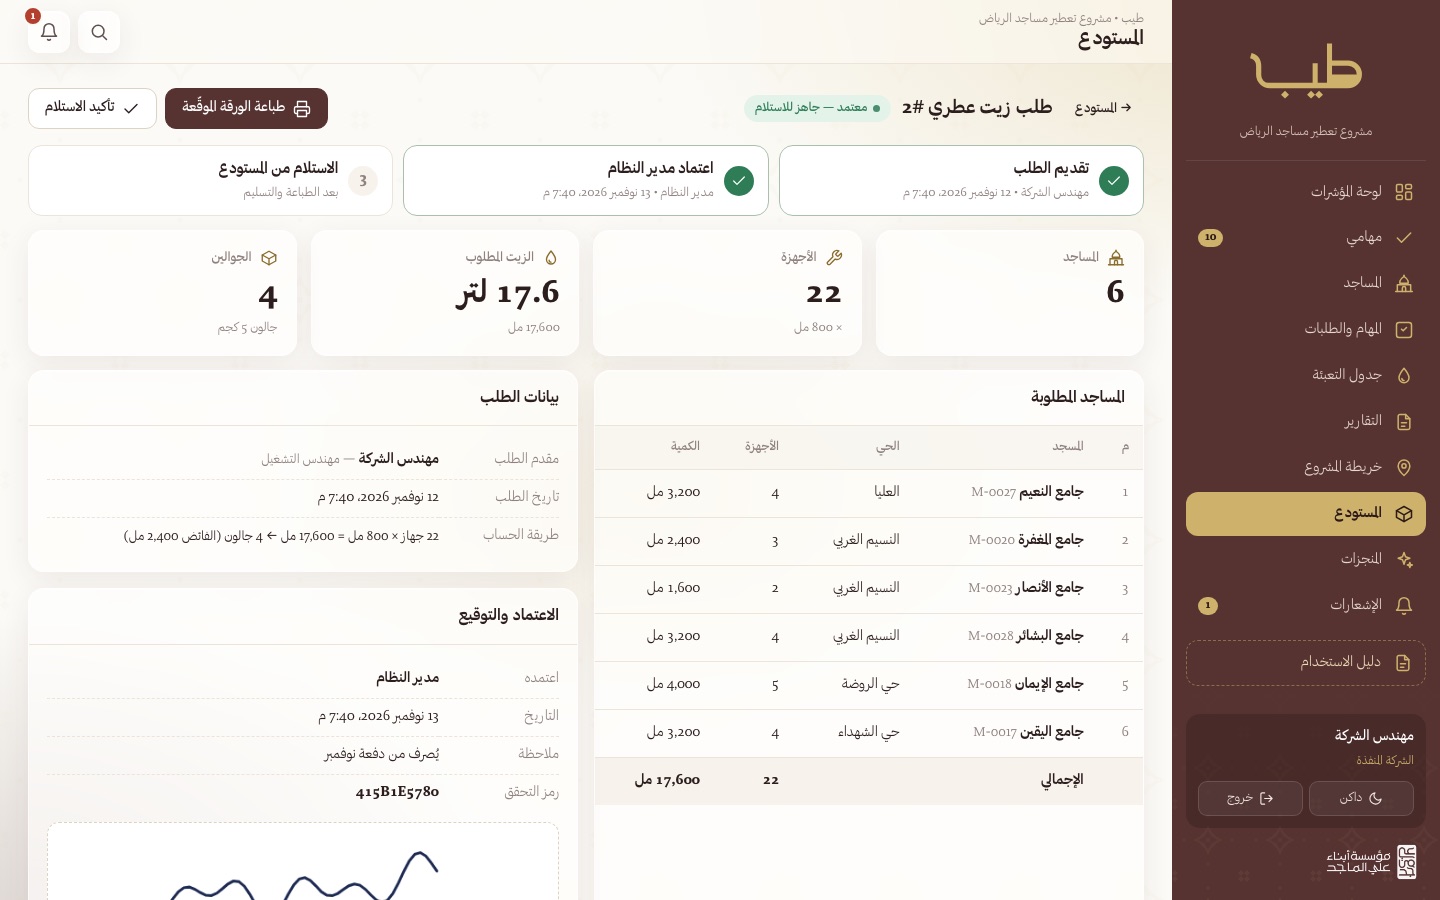 طيب
مشروع تعطير مساجد الرياض
لوحة المؤشرات
مهامي 10
المساجد
المهام والطلبات
جدول التعبئة
التقارير
خريطة المشروع
المستودع
المنجزات
الإشعارات 1
دليل الاستخدام
مهندس الشركة
الشركة المنفذة
داكن
خروج
مؤسسة أبناء
علي الماجد
طيب • مشروع تعطير مساجد الرياض
المستودع
1
→ المستودع
طلب زيت عطري #2
معتمد — جاهز للاستلام
طباعة الورقة الموقّعة
تأكيد الاستلام
تقديم الطلب
مهندس الشركة • 12 نوفمبر 2026، 7:40 م
اعتماد مدير النظام
مدير النظام • 13 نوفمبر 2026، 7:40 م
3
الاستلام من المستودع
بعد الطباعة والتسليم
المساجد
6
الأجهزة
22
× 800 مل
الزيت المطلوب
17.6 لتر
17,600 مل
الجوالين
4
جالون 5 كجم
المساجد المطلوبة
م المسجد الحي الأجهزة الكمية
1 جامع النعيم M-0027 العليا 4 3,200 مل
2 جامع المغفرة M-0020 النسيم الغربي 3 2,400 مل
3 جامع الأنصار M-0023 النسيم الغربي 2 1,600 مل
4 جامع البشائر M-0028 النسيم الغربي 4 3,200 مل
5 جامع الإيمان M-0018 حي الروضة 5 4,000 مل
6 جامع اليقين M-0017 حي الشهداء 4 3,200 مل
الإجمالي 22 17,600 مل
بيانات الطلب
مقدم الطلب مهندس الشركة — مهندس التشغيل
تاريخ الطلب 12 نوفمبر 2026، 7:40 م
طريقة الحساب 22 جهاز × 800 مل = 17,600 مل ← 4 جالون (الفائض 2,400 مل)
الاعتماد والتوقيع
اعتمده مدير النظام
التاريخ 13 نوفمبر 2026، 7:40 م
ملاحظة يُصرف من دفعة نوفمبر
رمز التحقق 415B1E5780